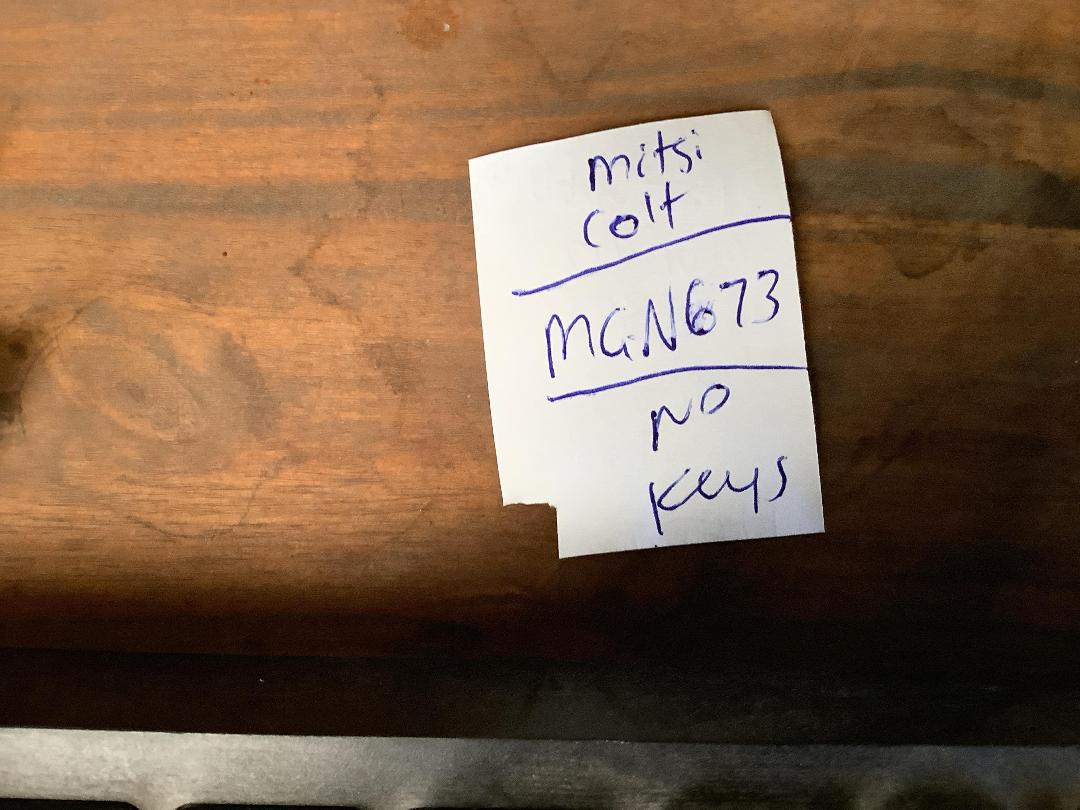 mitsi
colt
MGN673
NO
Keys